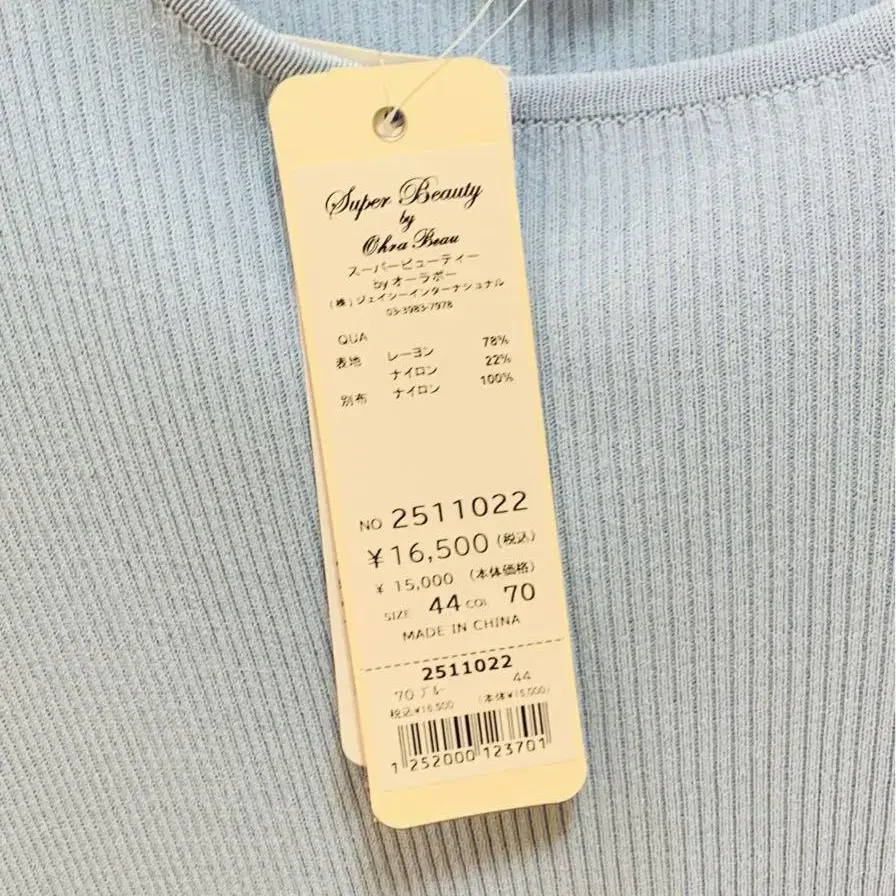 Super Beauty
by
Ohra Beau
スーパービューティー
by オーラボー
(株)ジェイシーインターナショナル
03-3983-7978
QUA
表地 レーヨン 78%
ナイロン 22%
別布 ナイロン 100%
NO 2511022
¥16,500 (税込)
¥ 15,000 (本体価格)
SIZE 44 COL 70
MADE IN CHINA
2511022
70 ブルー 44
税込¥16,500 (本体¥15,000)
1 252000 123701